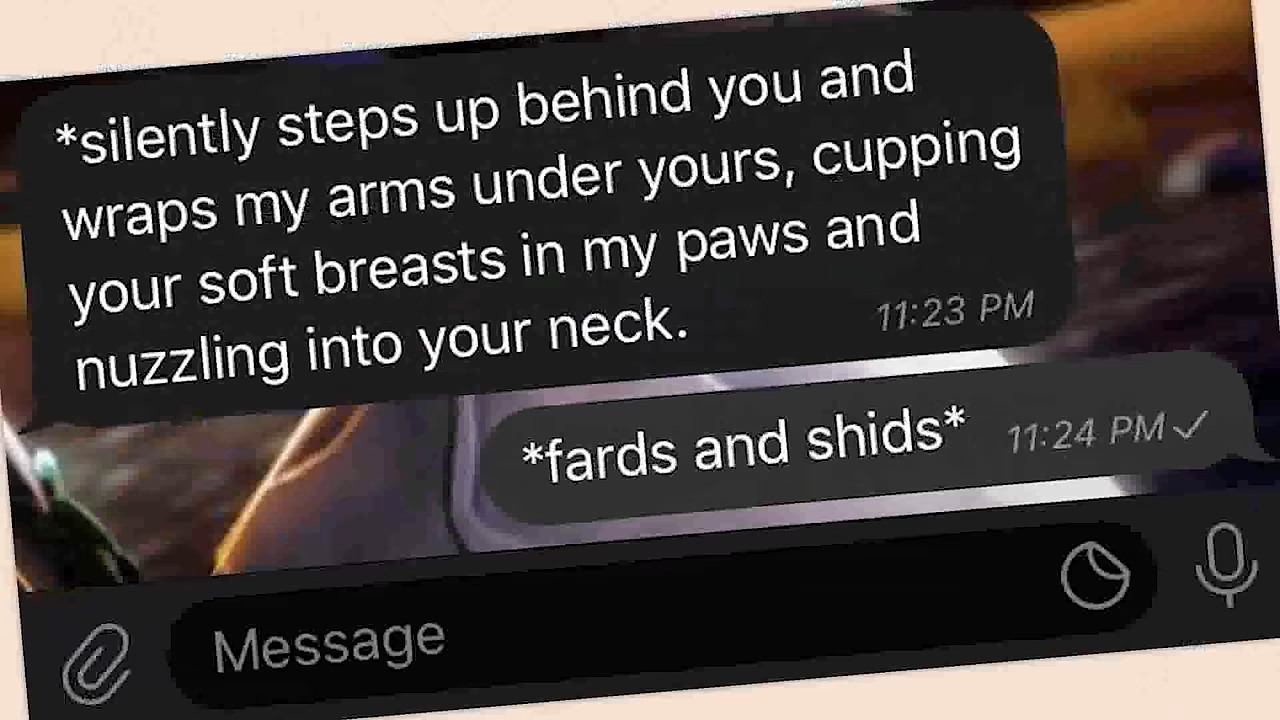 *silently steps up behind you and
wraps my arms under yours, cupping
your soft breasts in my paws and
nuzzling into your neck.
11:23 PM
*fards and shids* 11:24 PM
Message